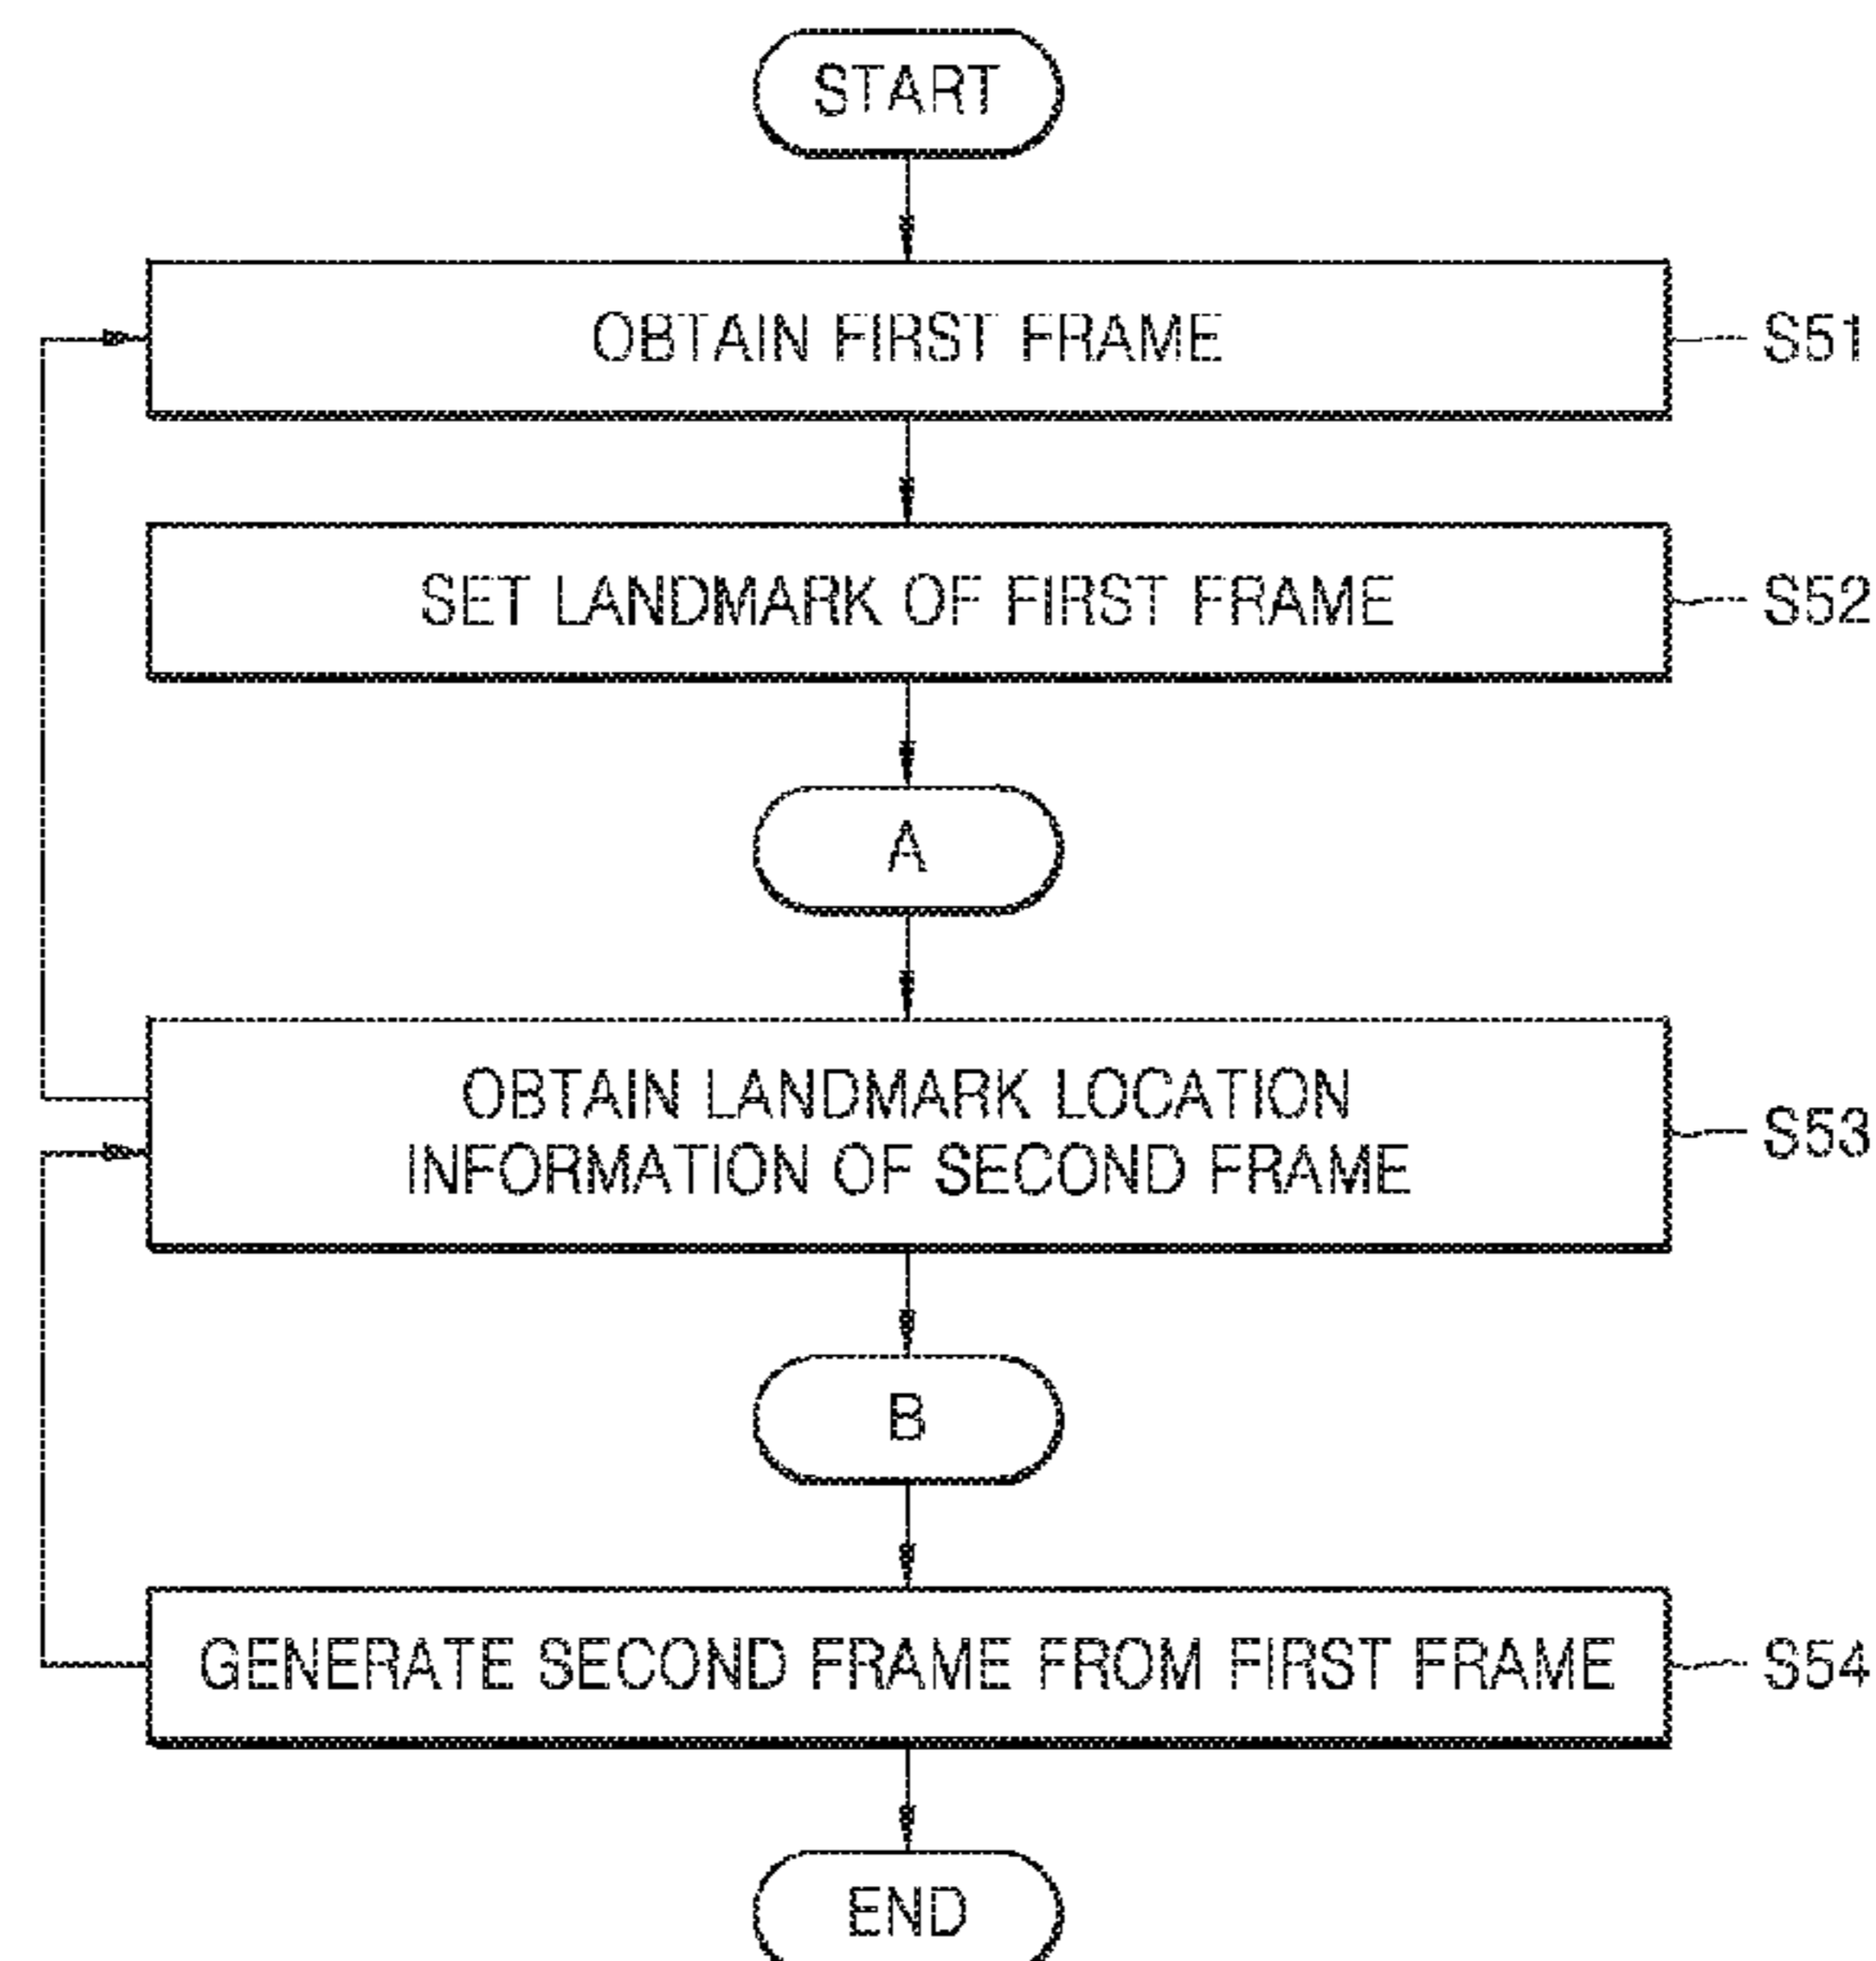 START
OBTAIN FIRST FRAME
S51
SET LANDMARK OF FIRST FRAME
S52
A
OBTAIN LANDMARK LOCATION
INFORMATION OF SECOND FRAME
S53
B
GENERATE SECOND FRAME FROM FIRST FRAME
S54
END